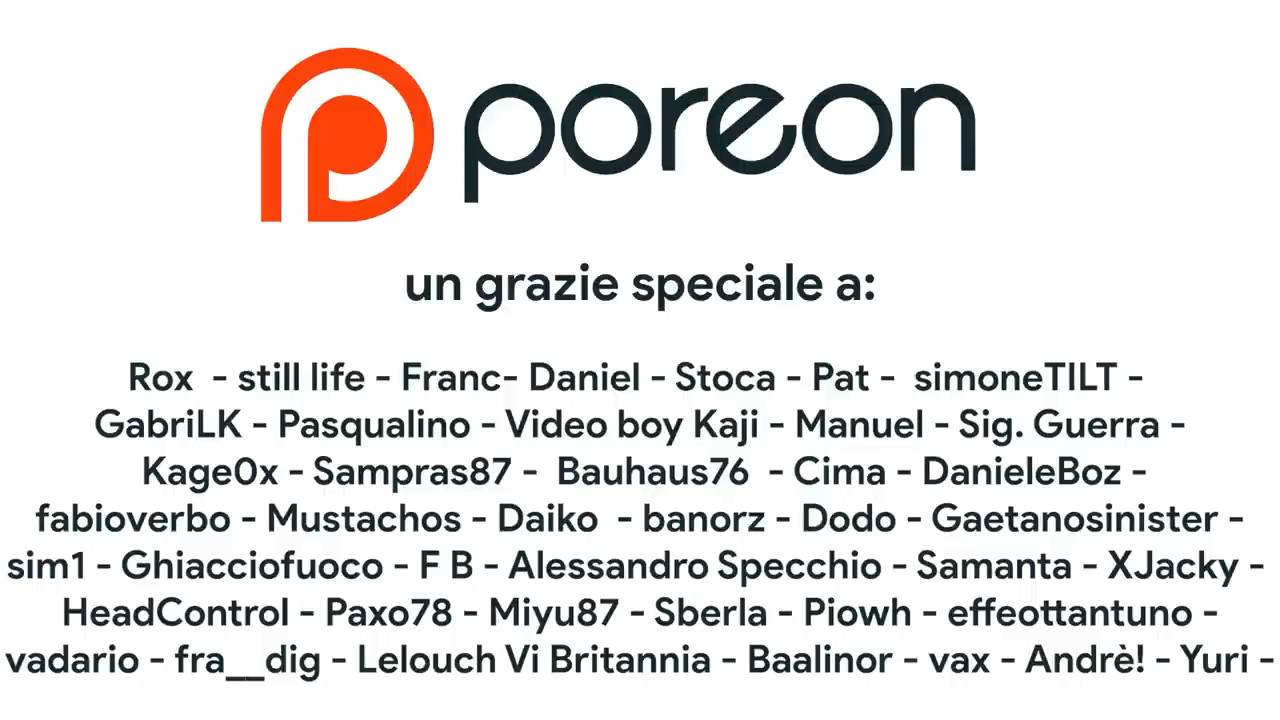 poreon
un grazie speciale a:
Rox - still life - Franc- Daniel - Stoca - Pat - simoneTILT -
GabriLK - Pasqualino - Video boy Kaji - Manuel - Sig. Guerra -
Kage0x - Sampras87 - Bauhaus76 - Cima - DanieleBoz -
fabioverbo - Mustachos - Daiko - banorz - Dodo - Gaetanosinister -
sim1 - Ghiacciofuoco - F B - Alessandro Specchio - Samanta - XJacky -
HeadControl - Paxo78 - Miyu87 - Sberla - Piowh - effeottantuno -
vadario - fra__dig - Lelouch Vi Britannia - Baalinor - vax - Andrè! - Yuri -